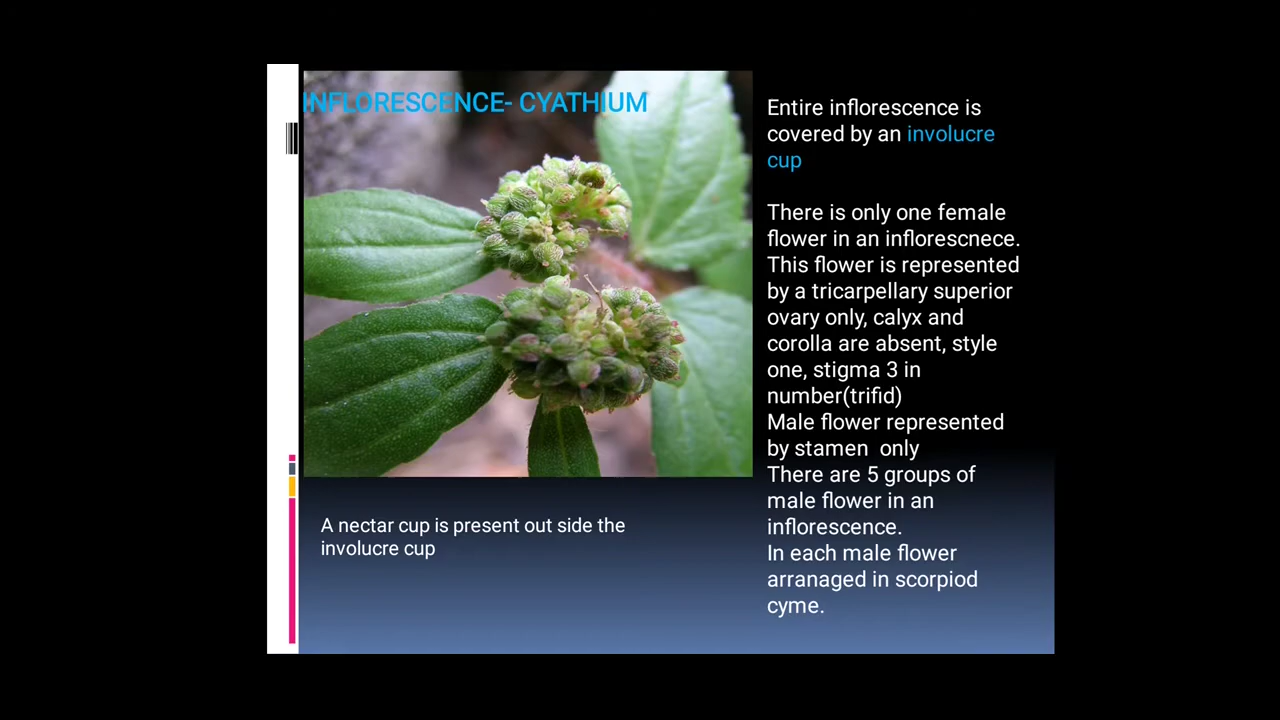 INFLORESCENCE- CYATHIUM
Entire inflorescence is
covered by an involucre
cup
There is only one female
flower in an inflorescnece.
This flower is represented
by a tricarpellary superior
ovary only, calyx and
corolla are absent, style
one, stigma 3 in
number(trifid)
Male flower represented
by stamen only
There are 5 groups of
male flower in an
inflorescence.
In each male flower
arranaged in scorpiod
cyme.
A nectar cup is present out side the
involucre cup